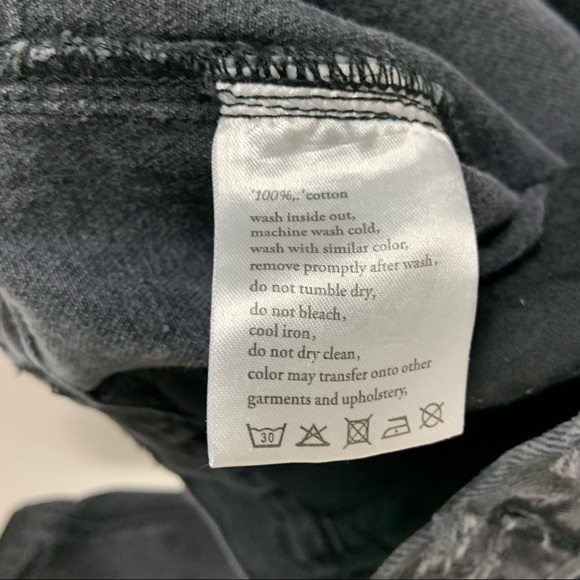 '100%,.'cotton
wash inside out,
machine wash cold,
wash with similar color,
remove promptly after wash,
do not tumble dry,
do not bleach,
cool iron,
do not dry clean,
color may transfer onto other
garments and upholstery,
30